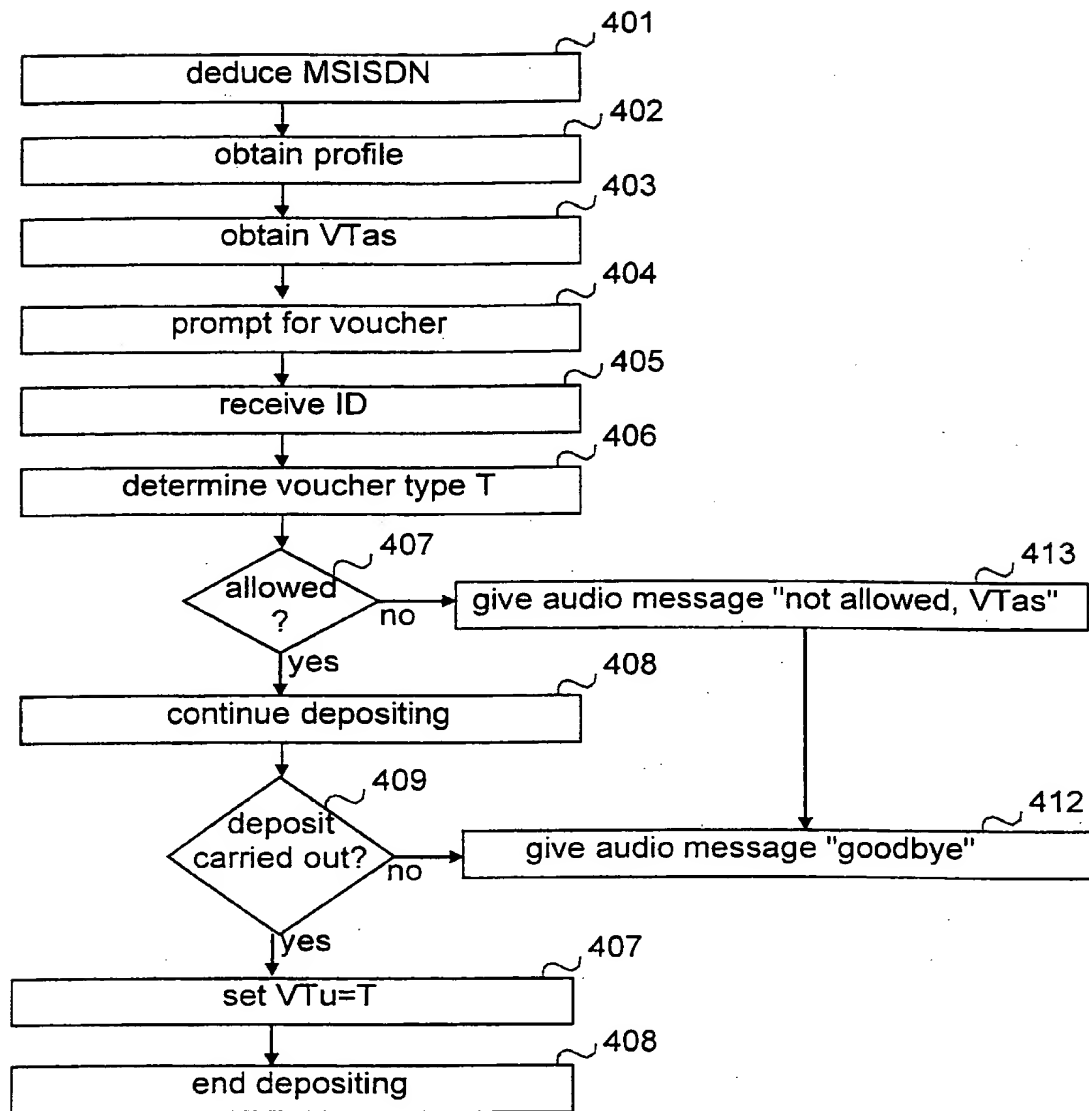 401
deduce MSISDN
402
obtain profile
403
obtain VTas
404
prompt for voucher
405
receive ID
406
determine voucher type T
407
allowed
?
no
yes
413
give audio message "not allowed, VTas"
408
continue depositing
409
deposit
carried out?
no
yes
412
give audio message "goodbye"
407
set VTu=T
408
end depositing